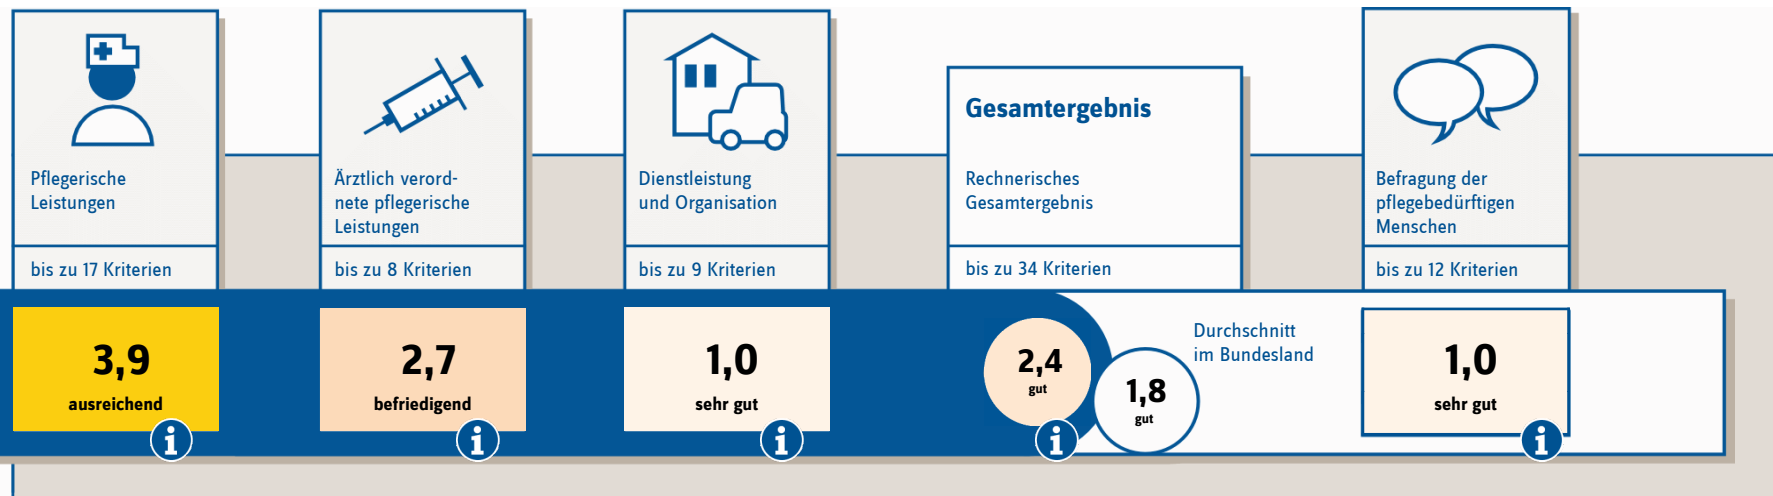 Pflegerische
Leistungen
bis zu 17 Kriterien
3,9
ausreichend
i
Ärztlich verord-
nete pflegerische
Leistungen
bis zu 8 Kriterien
2,7
befriedigend
i
Dienstleistung
und Organisation
bis zu 9 Kriterien
1,0
sehr gut
i
Gesamtergebnis
Rechnerisches
Gesamtergebnis
bis zu 34 Kriterien
2,4
gut
i
1,8
gut
Durchschnitt
im Bundesland
Befragung der
pflegebedürftigen
Menschen
bis zu 12 Kriterien
1,0
sehr gut
i